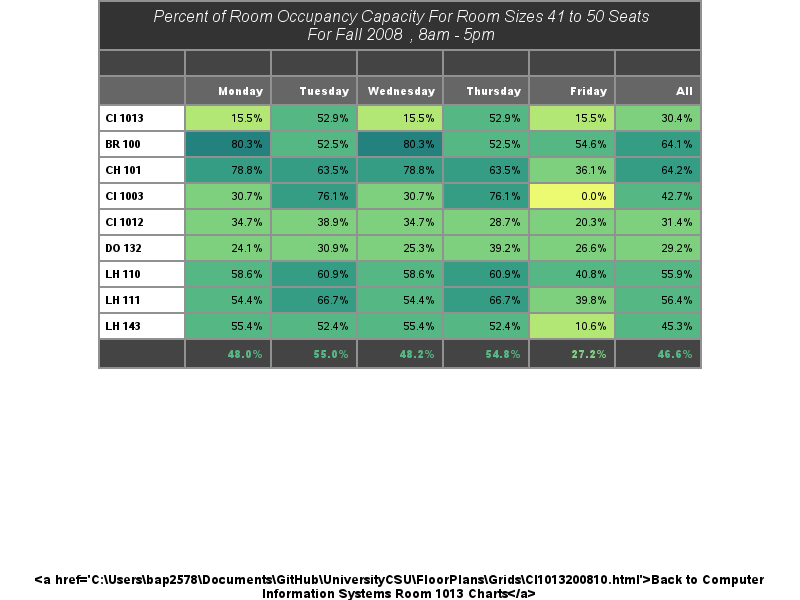 Percent of Room Occupancy Capacity For Room Sizes 41 to 50 Seats
For Fall 2008 , 8am - 5pm
Monday Tuesday Wednesday Thursday Friday All
CI 1013 15.5% 52.9% 15.5% 52.9% 15.5% 30.4%
BR 100 80.3% 52.5% 80.3% 52.5% 54.6% 64.1%
CH 101 78.8% 63.5% 78.8% 63.5% 36.1% 64.2%
CI 1003 30.7% 76.1% 30.7% 76.1% 0.0% 42.7%
CI 1012 34.7% 38.9% 34.7% 28.7% 20.3% 31.4%
DO 132 24.1% 30.9% 25.3% 39.2% 26.6% 29.2%
LH 110 58.6% 60.9% 58.6% 60.9% 40.8% 55.9%
LH 111 54.4% 66.7% 54.4% 66.7% 39.8% 56.4%
LH 143 55.4% 52.4% 55.4% 52.4% 10.6% 45.3%
48.0% 55.0% 48.2% 54.8% 27.2% 46.6%
<a href='C:\Users\bap2578\Documents\GitHub\UniversityCSU\FloorPlans\Grids\CI1013200810.html'>Back to Computer
Information Systems Room 1013 Charts</a>